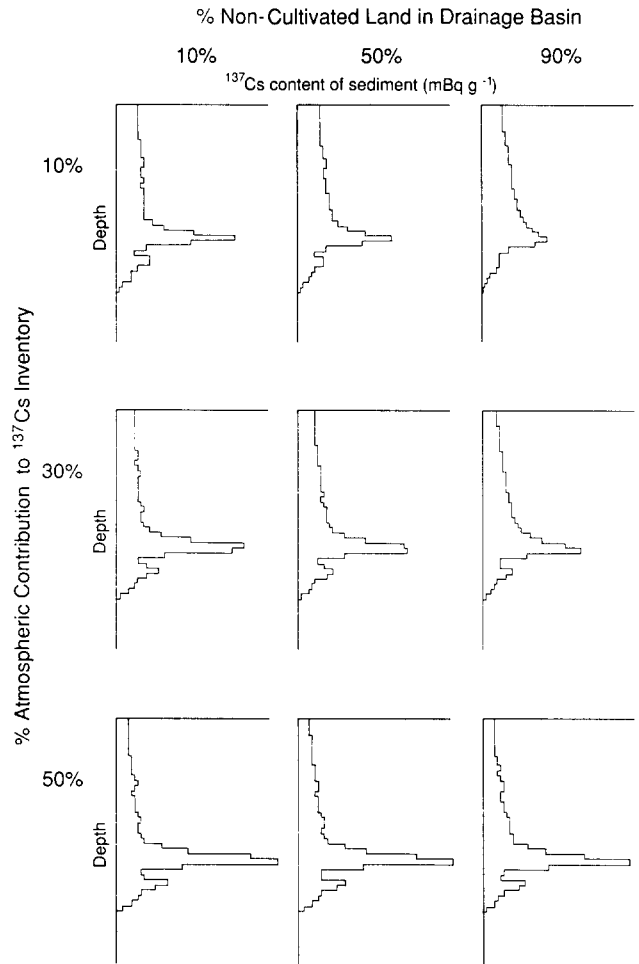 % Non-Cultivated Land in Drainage Basin
10% 50% 90%
¹³⁷Cs content of sediment (mBq g⁻¹)
% Atmospheric Contribution to ¹³⁷Cs Inventory
10%
Depth
30%
Depth
50%
Depth